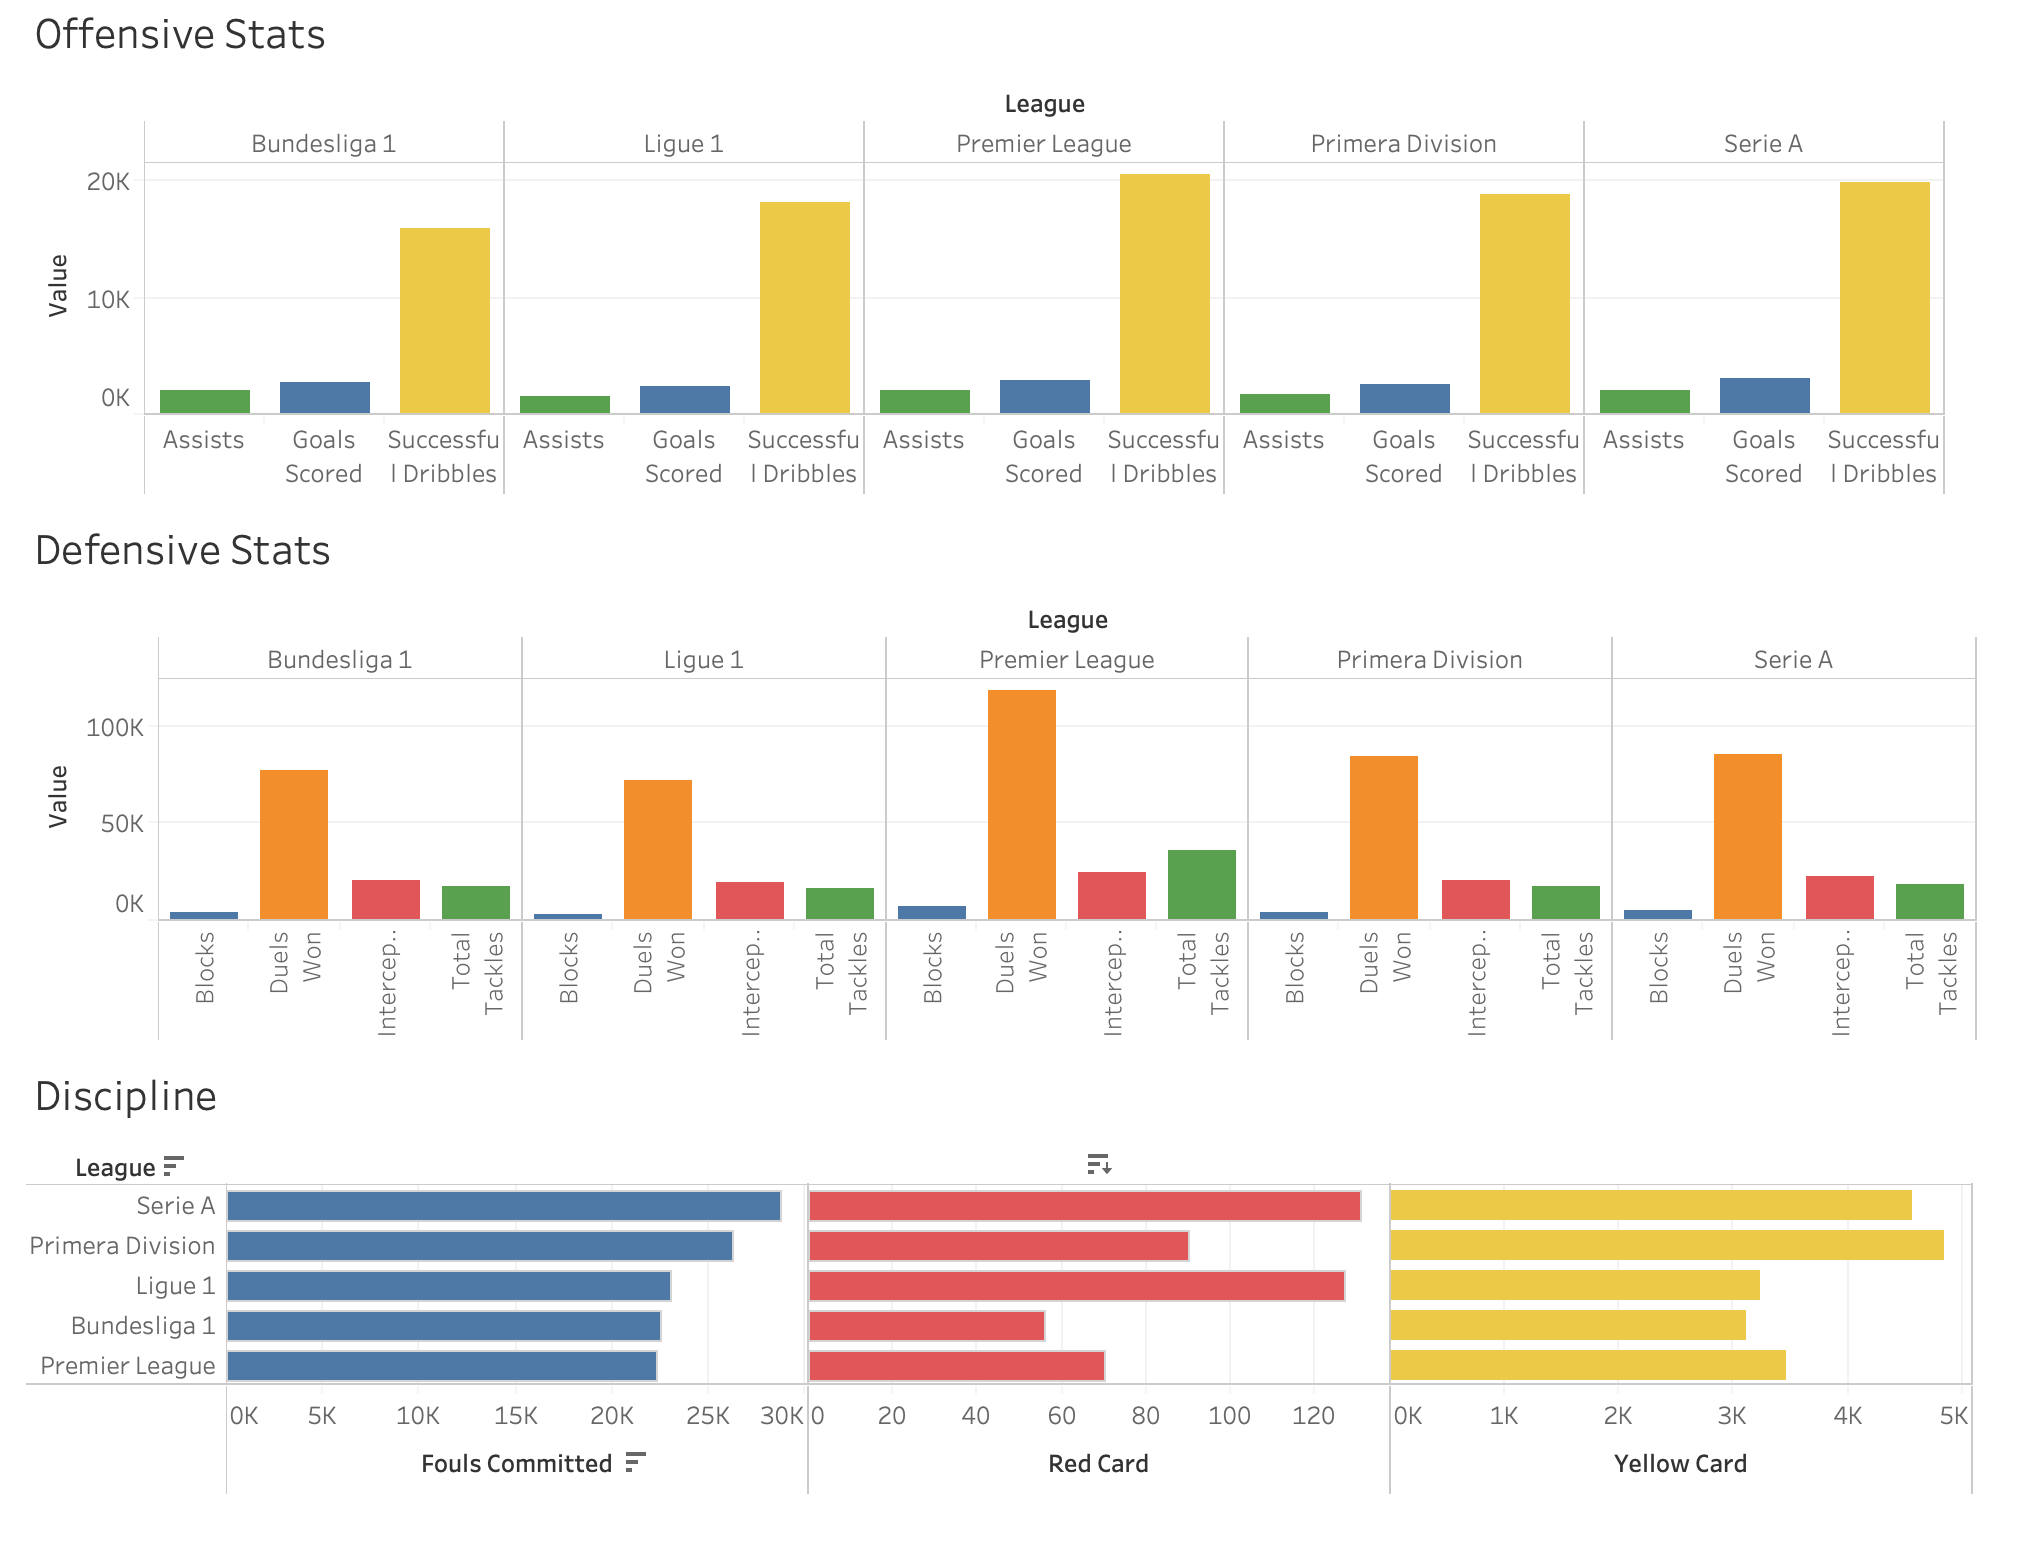 Offensive Stats
League
Bundesliga 1 Ligue 1 Premier League Primera Division Serie A
20K
10K
0K
Value
Assists Goals Scored Successfu l Dribbles Assists Goals Scored Successfu l Dribbles Assists Goals Scored Successfu l Dribbles Assists Goals Scored Successfu l Dribbles Assists Goals Scored Successfu l Dribbles
Defensive Stats
League
Bundesliga 1 Ligue 1 Premier League Primera Division Serie A
100K
50K
0K
Value
Blocks Duels Won Intercep.. Total Tackles Blocks Duels Won Intercep.. Total Tackles Blocks Duels Won Intercep.. Total Tackles Blocks Duels Won Intercep.. Total Tackles Blocks Duels Won Intercep.. Total Tackles
Discipline
League
Serie A
Primera Division
Ligue 1
Bundesliga 1
Premier League
0K 5K 10K 15K 20K 25K 30K 0 20 40 60 80 100 120 0K 1K 2K 3K 4K 5K
Fouls Committed Red Card Yellow Card